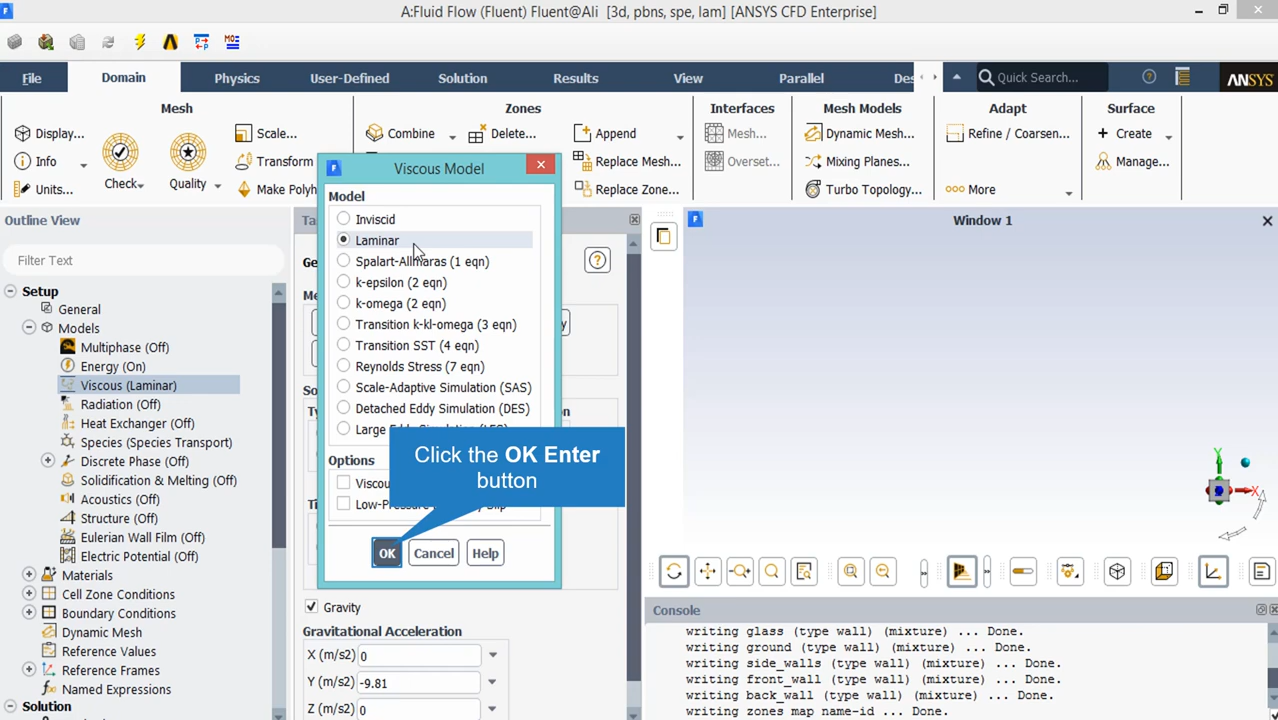 A:Fluid Flow (Fluent) Fluent@Ali [3d, pbns, spe, lam] [ANSYS CFD Enterprise]
File Domain Physics User-Defined Solution Results View Parallel Des Quick Search... ANSYS
Mesh Zones Interfaces Mesh Models Adapt Surface
Display... Scale... Combine Delete... Append Mesh... Dynamic Mesh... Refine / Coarsen... Create
Info Transform Replace Mesh... Overset... Mixing Planes... Manage...
Units... Check Quality Make Polyh Replace Zone... Turbo Topology... More
Outline View
Filter Text
Setup
General
Models
Multiphase (Off)
Energy (On)
Viscous (Laminar)
Radiation (Off)
Heat Exchanger (Off)
Species (Species Transport)
Discrete Phase (Off)
Solidification & Melting (Off)
Acoustics (Off)
Structure (Off)
Eulerian Wall Film (Off)
Electric Potential (Off)
Materials
Cell Zone Conditions
Boundary Conditions
Dynamic Mesh
Reference Values
Reference Frames
Named Expressions
Solution
Viscous Model
Model
Inviscid
Laminar
Spalart-Allmaras (1 eqn)
k-epsilon (2 eqn)
k-omega (2 eqn)
Transition k-kl-omega (3 eqn)
Transition SST (4 eqn)
Reynolds Stress (7 eqn)
Scale-Adaptive Simulation (SAS)
Detached Eddy Simulation (DES)
Large
Options
Click the OK Enter
button
OK Cancel Help
Gravity
Gravitational Acceleration
X (m/s2) 0
Y (m/s2) -9.81
Z (m/s2) 0
Window 1
Y
X
Console
writing glass (type wall) (mixture) ... Done.
writing ground (type wall) (mixture) ... Done.
writing side_walls (type wall) (mixture) ... Done.
writing front_wall (type wall) (mixture) ... Done.
writing back_wall (type wall) (mixture) ... Done.
writing zones map name-id ... Done.